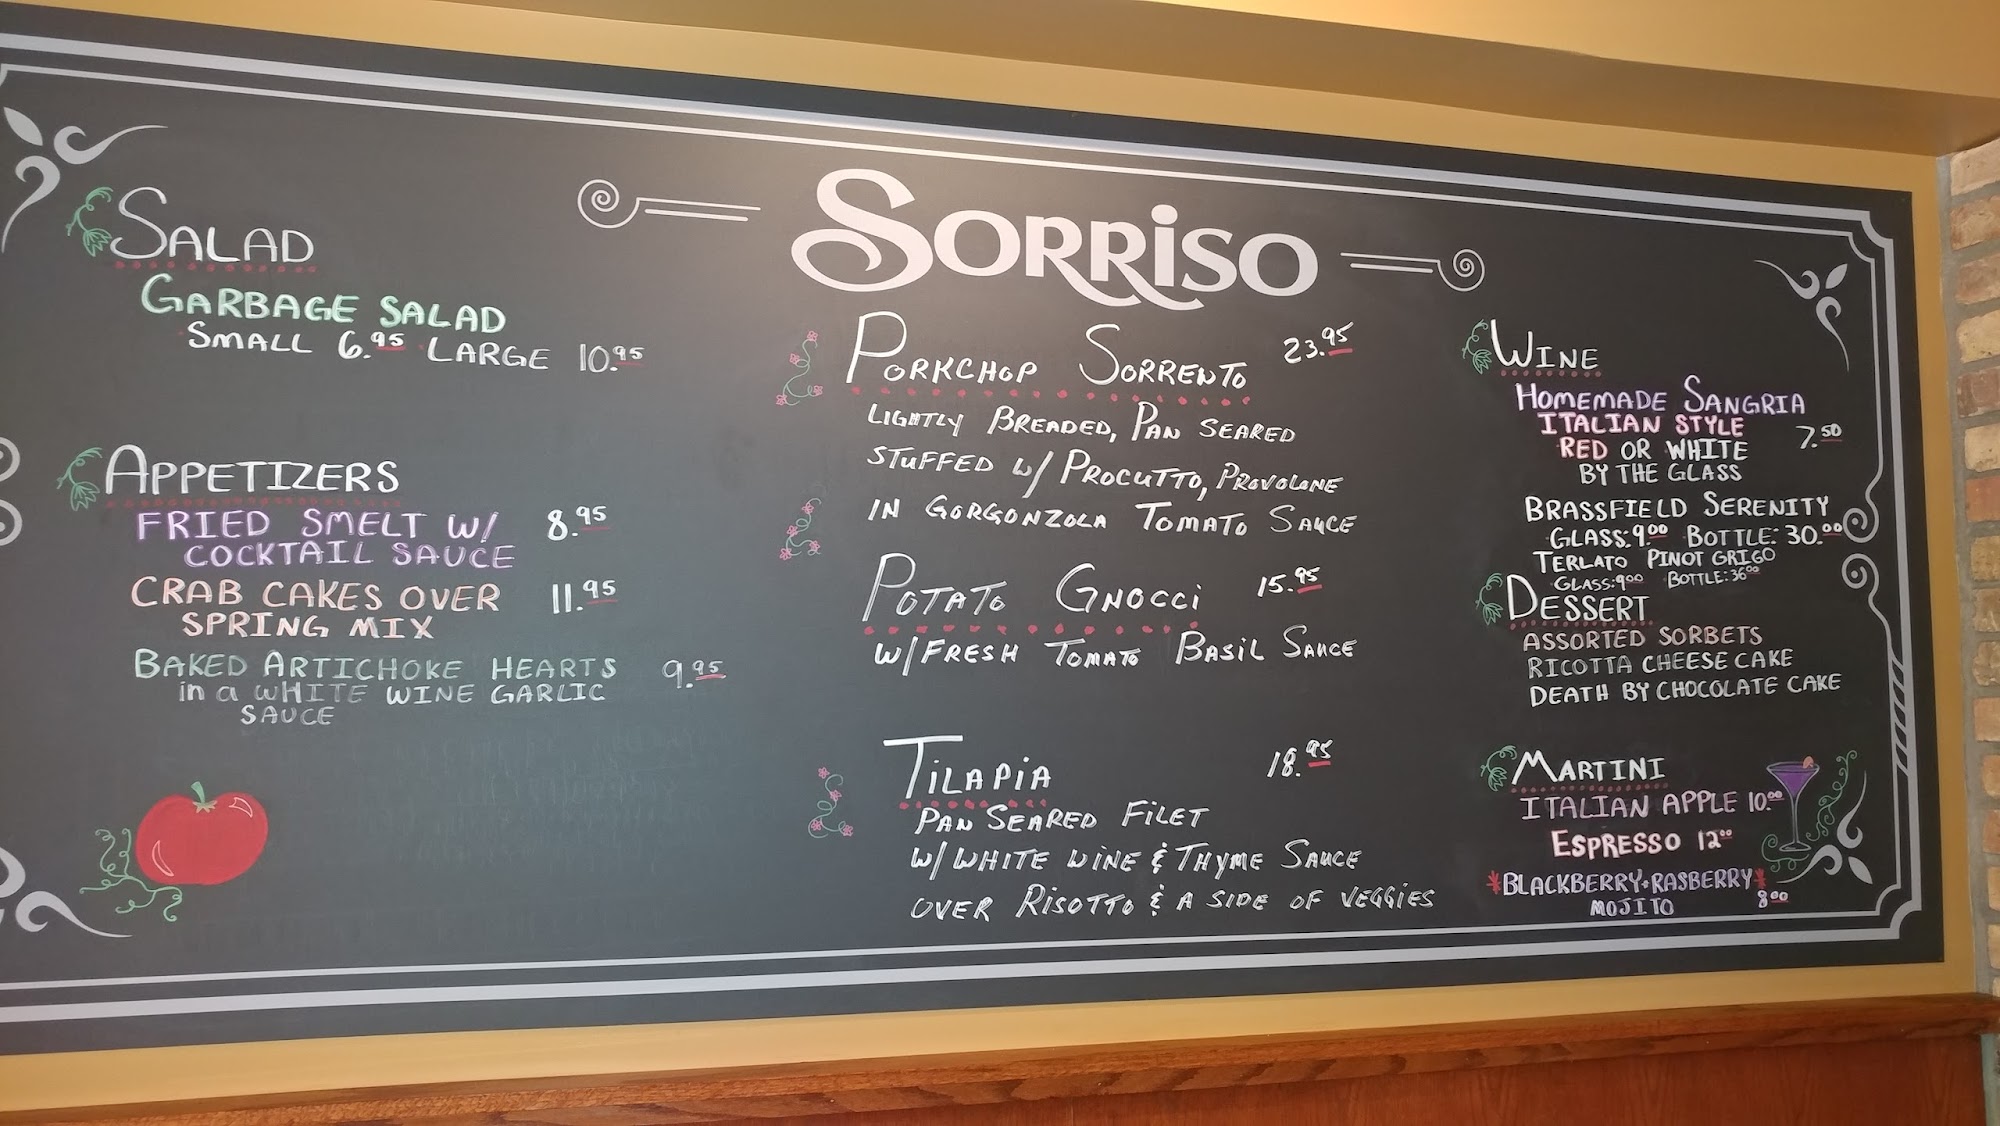 SORRISO
SALAD
GARBAGE SALAD
SMALL 6.95 LARGE 10.95
APPETIZERS
FRIED SMELT W/ 8.95
COCKTAIL SAUCE
CRAB CAKES OVER 11.95
SPRING MIX
BAKED ARTICHOKE HEARTS 9.95
in a WHITE WINE GARLIC
SAUCE
PORKCHOP SORRENTO 23.95
LIGHTLY BREADED, PAN SEARED
STUFFED W/ PROCUTTO, PROVOLONE
IN GORGONZOLA TOMATO SAUCE
POTATO GNOCCI 15.95
W/ FRESH TOMATO BASIL SAUCE
TILAPIA 18.95
PAN SEARED FILET
W/ WHITE WINE & THYME SAUCE
OVER RISOTTO & A SIDE OF VEGGIES
WINE
HOMEMADE SANGRIA
ITALIAN STYLE
RED OR WHITE 7.50
BY THE GLASS
BRASSFIELD SERENITY
GLASS: 9.00 BOTTLE: 30.00
TERLATO PINOT GRIGO
GLASS: 9.00 BOTTLE: 36.00
DESSERT
ASSORTED SORBETS
RICOTTA CHEESE CAKE
DEATH BY CHOCOLATE CAKE
MARTINI
ITALIAN APPLE 10.00
ESPRESSO 12.00
*BLACKBERRY+RASBERRY*
MOJITO 8.00